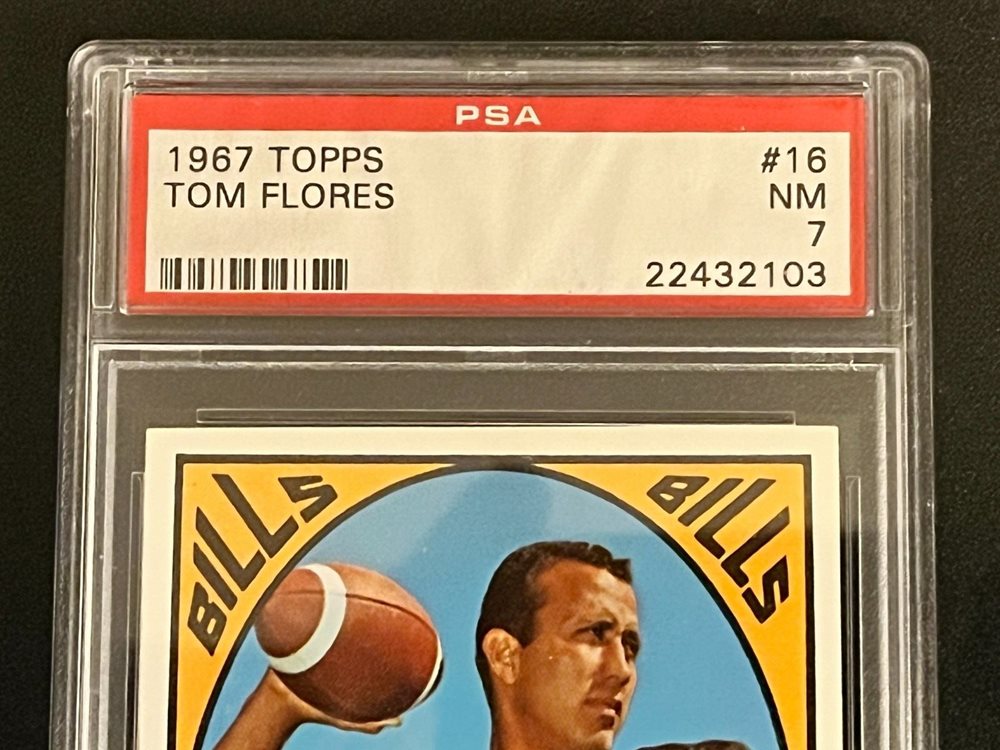 PSA
1967 TOPPS #16
TOM FLORES NM
7
22432103
BILLS BILLS